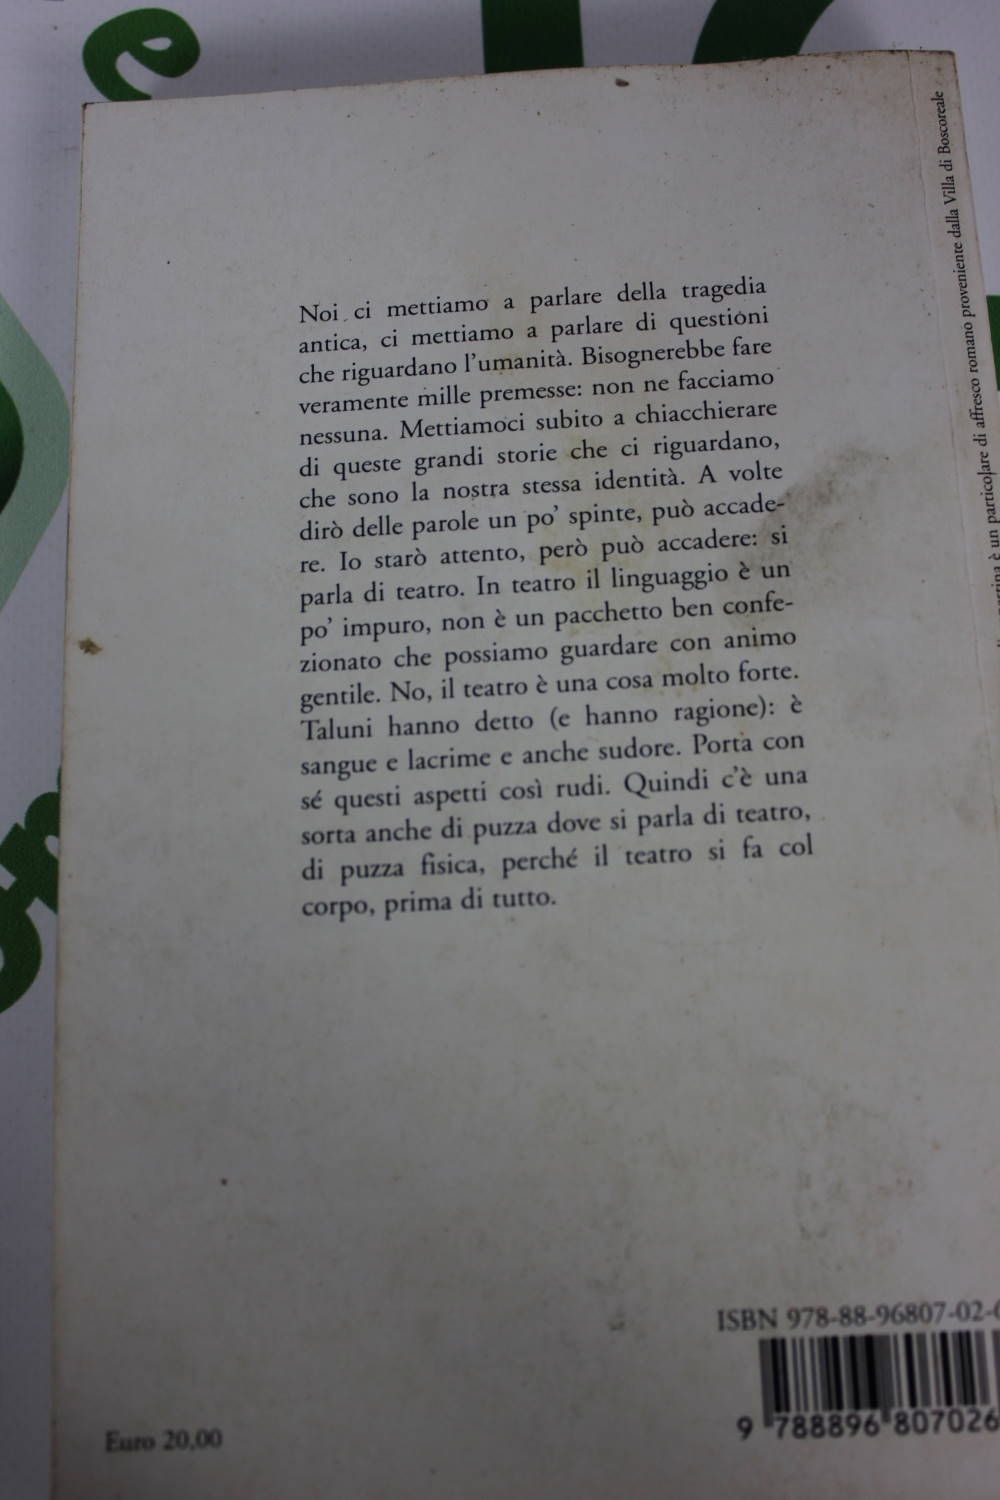 Noi ci mettiamo a parlare della tragedia
antica, ci mettiamo a parlare di questioni
che riguardano l'umanità. Bisognerebbe fare
veramente mille premesse: non ne facciamo
nessuna. Mettiamoci subito a chiacchierare
di queste grandi storie che ci riguardano,
che sono la nostra stessa identità. A volte
dirò delle parole un po' spinte, può accade-
re. Io starò attento, però può accadere: si
parla di teatro. In teatro il linguaggio è un
po' impuro, non è un pacchetto ben confe-
zionato che possiamo guardare con animo
gentile. No, il teatro è una cosa molto forte.
Taluni hanno detto (e hanno ragione): è
sangue e lacrime e anche sudore. Porta con
sé questi aspetti così rudi. Quindi c'è una
sorta anche di puzza dove si parla di teatro,
di puzza fisica, perché il teatro si fa col
corpo, prima di tutto.
è un particolare di affresco romano proveniente dalla Villa di Boscoreale
ISBN 978-88-96807-02-
9 788896 807026
Euro 20,00